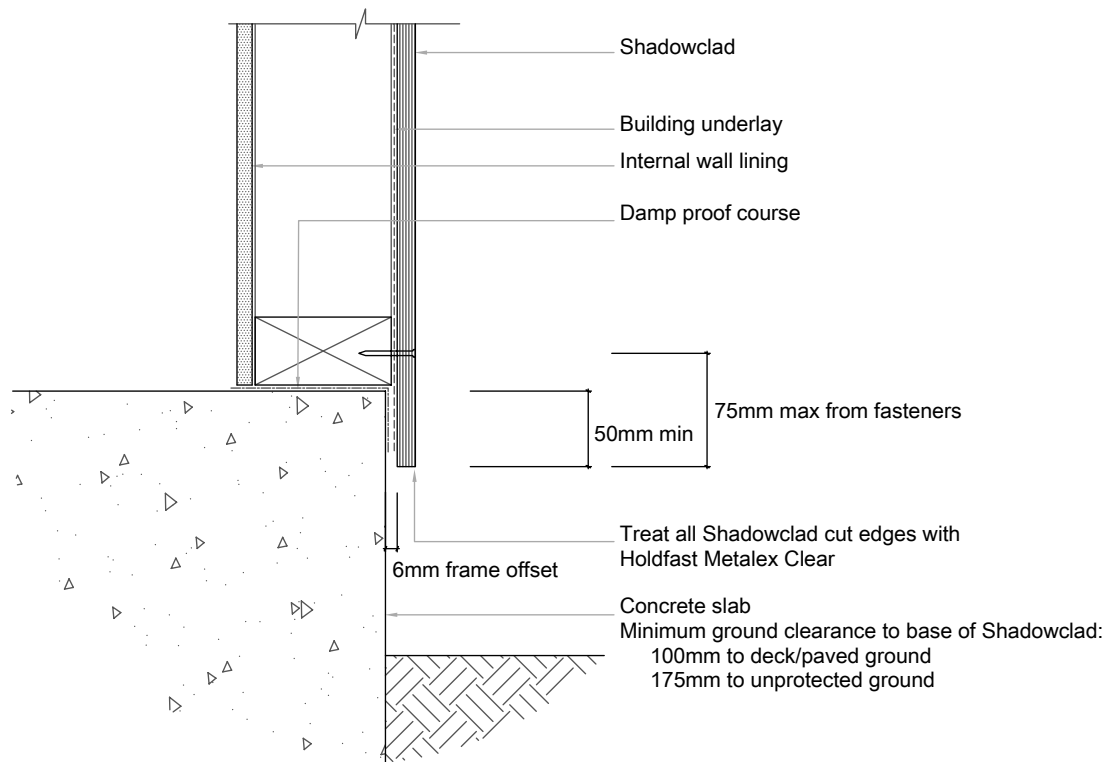 Shadowclad
Building underlay
Internal wall lining
Damp proof course
75mm max from fasteners
50mm min
Treat all Shadowclad cut edges with
Holdfast Metalex Clear
6mm frame offset
Concrete slab
Minimum ground clearance to base of Shadowclad:
100mm to deck/paved ground
175mm to unprotected ground